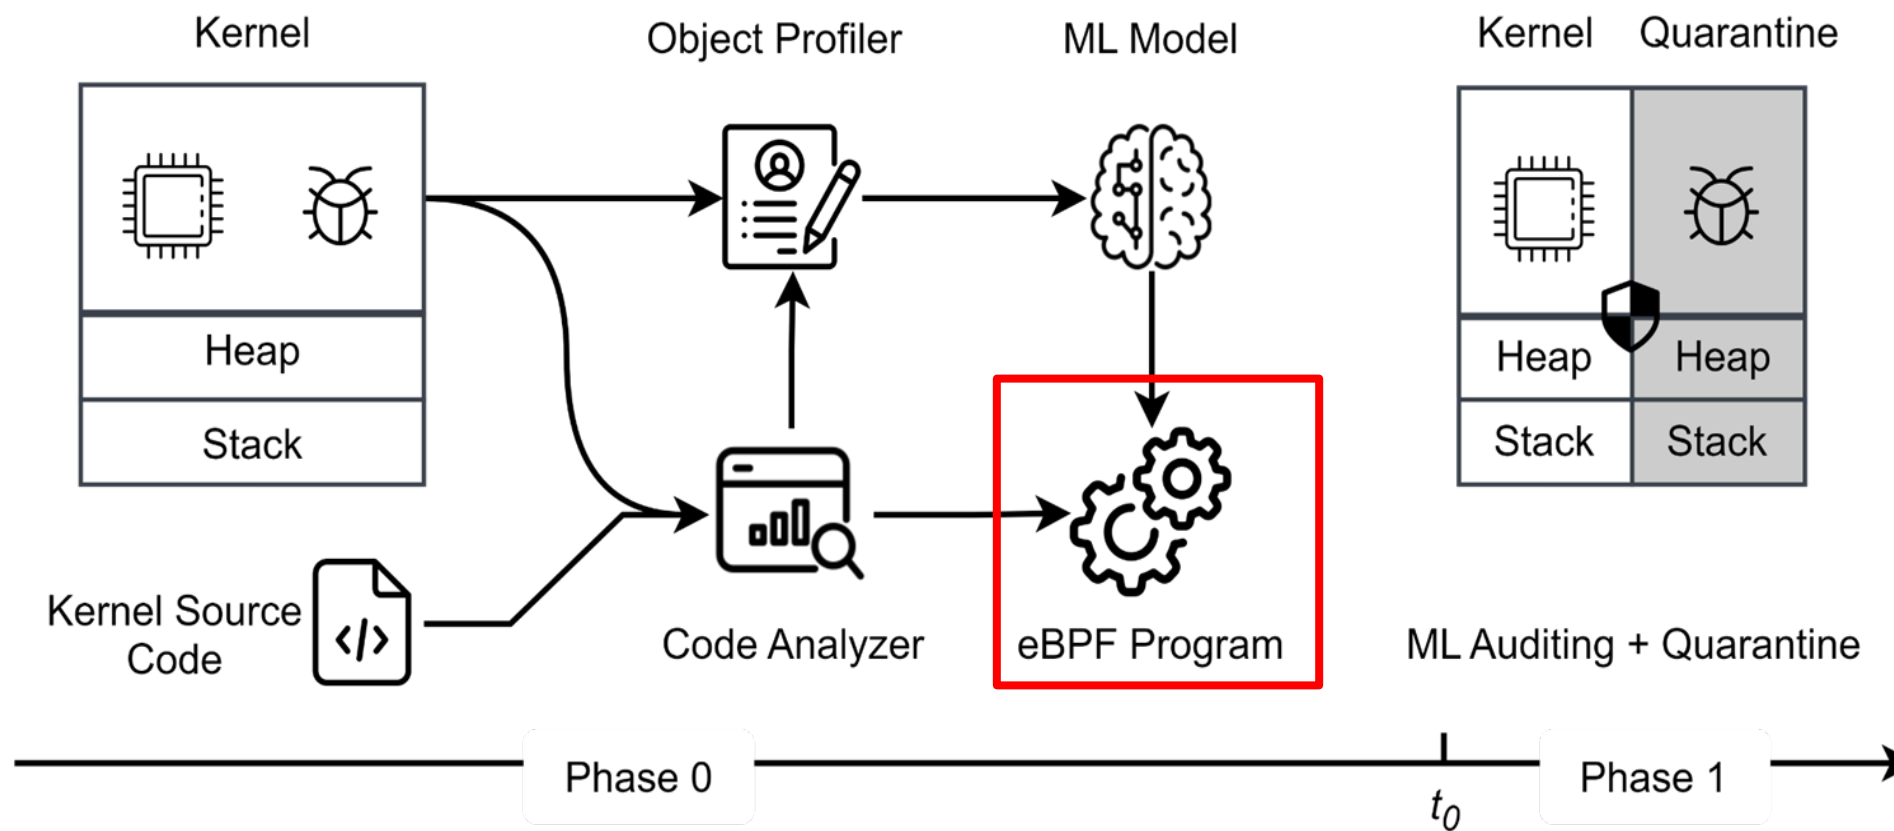 Kernel
Object Profiler
ML Model
Kernel
Quarantine
Heap
Stack
Heap
Heap
Stack
Stack
</>
Kernel Source
Code
Code Analyzer
eBPF Program
ML Auditing + Quarantine
Phase 0
t0
Phase 1